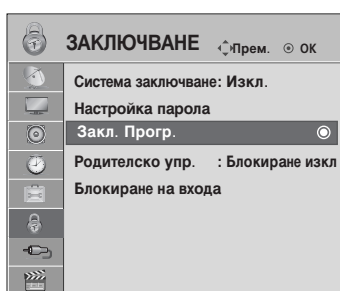 ЗАКЛЮЧВАНЕ Прем. OK
Система заключване: Изкл.
Настройка парола
Закл. Прогр.
Родителско упр. : Блокиране изкл
Блокиране на входа